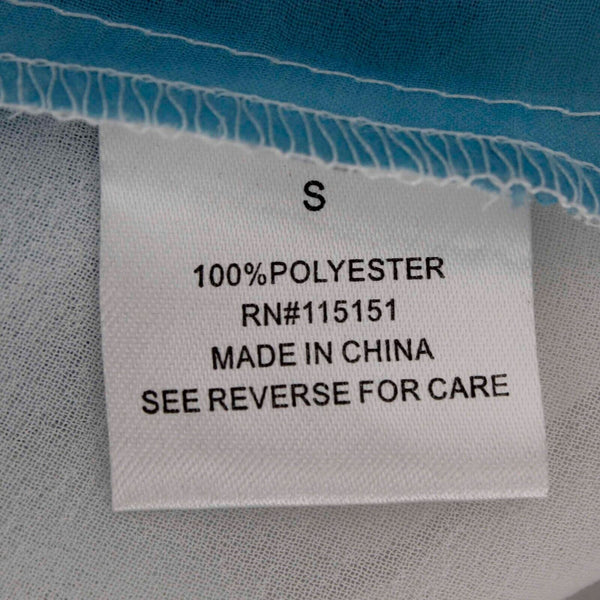 S
100%POLYESTER
RN#115151
MADE IN CHINA
SEE REVERSE FOR CARE